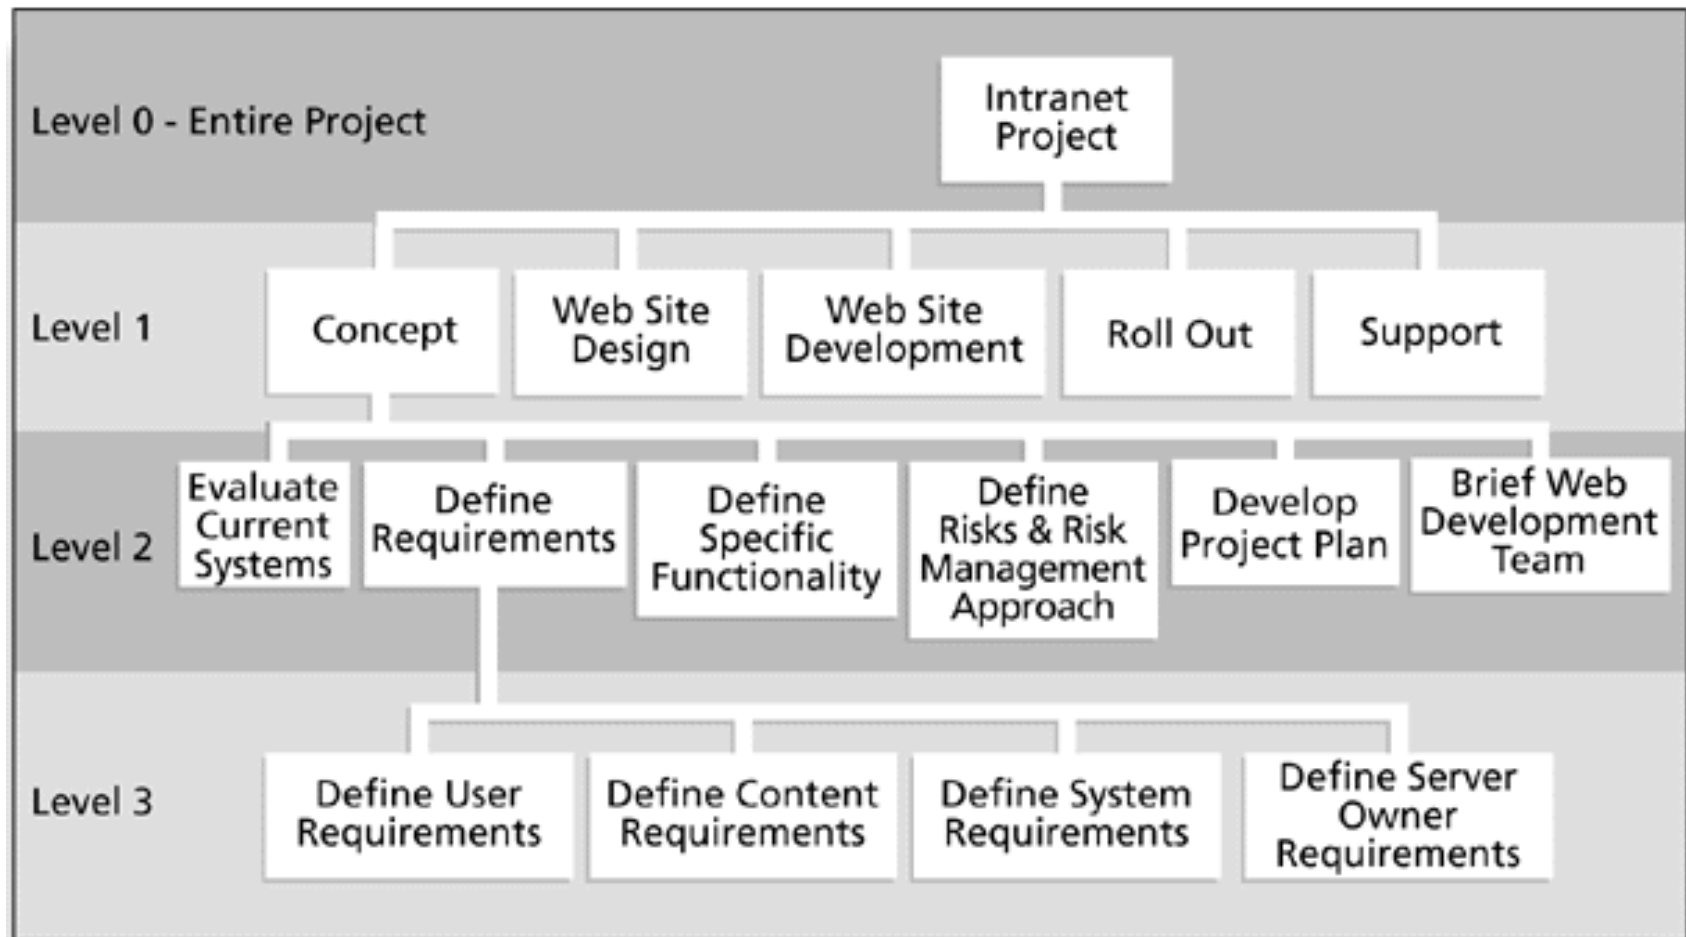 Level 0 - Entire Project
Intranet
Project
Level 1
Concept
Web Site
Design
Web Site
Development
Roll Out
Support
Level 2
Evaluate
Current
Systems
Define
Requirements
Define
Specific
Functionality
Define
Risks & Risk
Management
Approach
Develop
Project Plan
Brief Web
Development
Team
Level 3
Define User
Requirements
Define Content
Requirements
Define System
Requirements
Define Server
Owner
Requirements